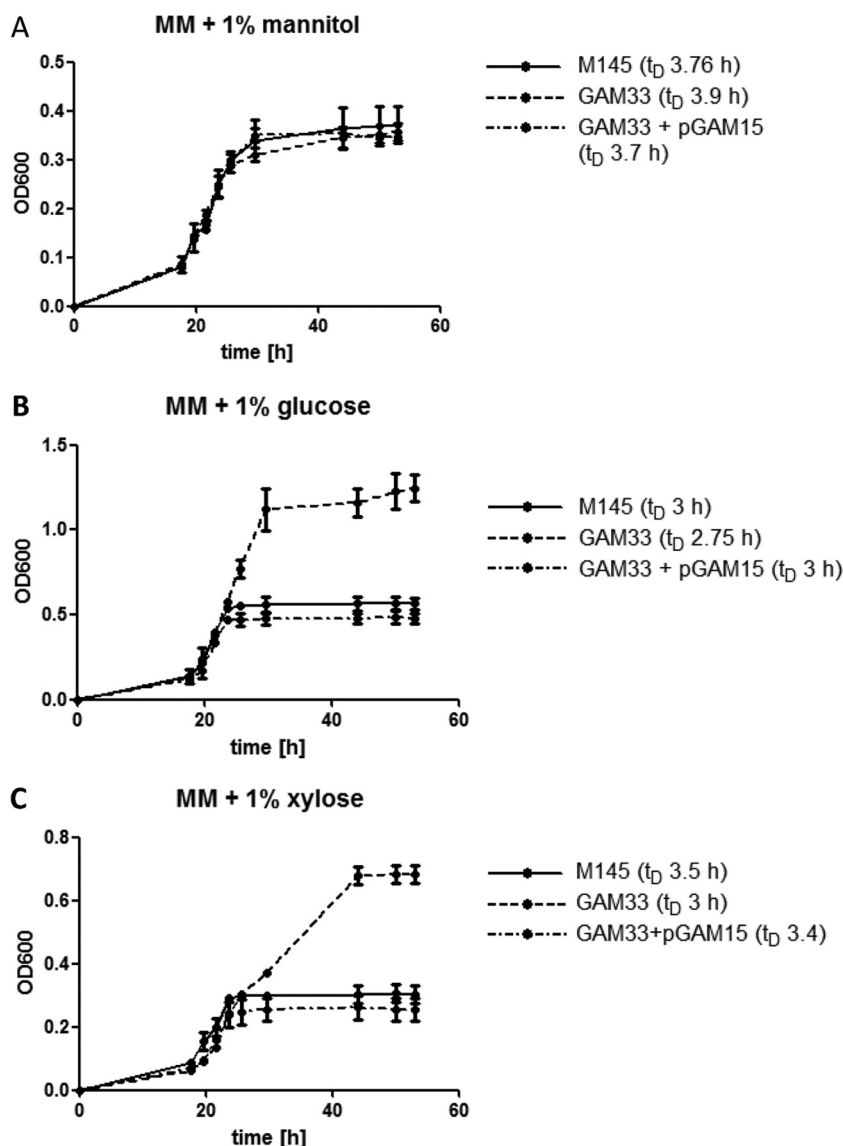 A
MM + 1% mannitol
0.5
0.4
0.3
0.2
0.1
0.0
OD600
0
20
40
60
time [h]
M145 (tD 3.76 h)
GAM33 (tD 3.9 h)
GAM33 + pGAM15
(tD 3.7 h)
B
MM + 1% glucose
1.5
1.0
0.5
0.0
OD600
0
20
40
60
time [h]
M145 (tD 3 h)
GAM33 (tD 2.75 h)
GAM33 + pGAM15 (tD 3 h)
C
MM + 1% xylose
0.8
0.6
0.4
0.2
0.0
OD600
0
20
40
60
time [h]
M145 (tD 3.5 h)
GAM33 (tD 3 h)
GAM33+pGAM15 (tD 3.4)